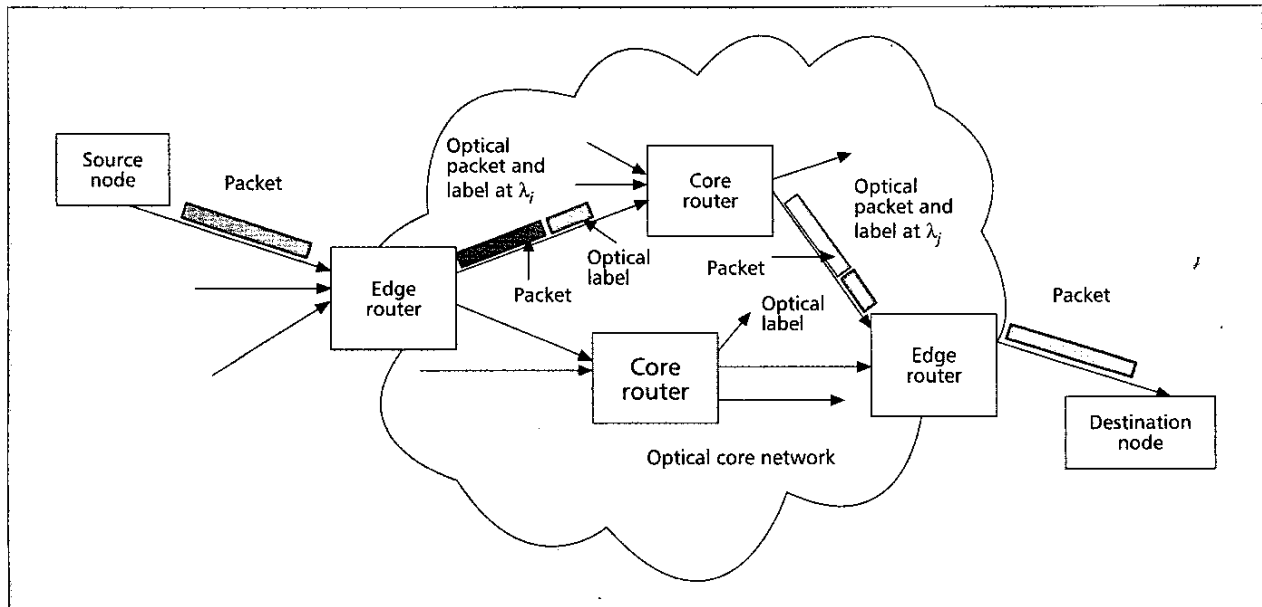 Source
node
Packet
Optical
packet and
label at λi
Core
router
Optical
packet and
label at λj
Edge
router
Packet
Optical
label
Packet
Optical
label
Core
router
Edge
router
Packet
Destination
node
Optical core network